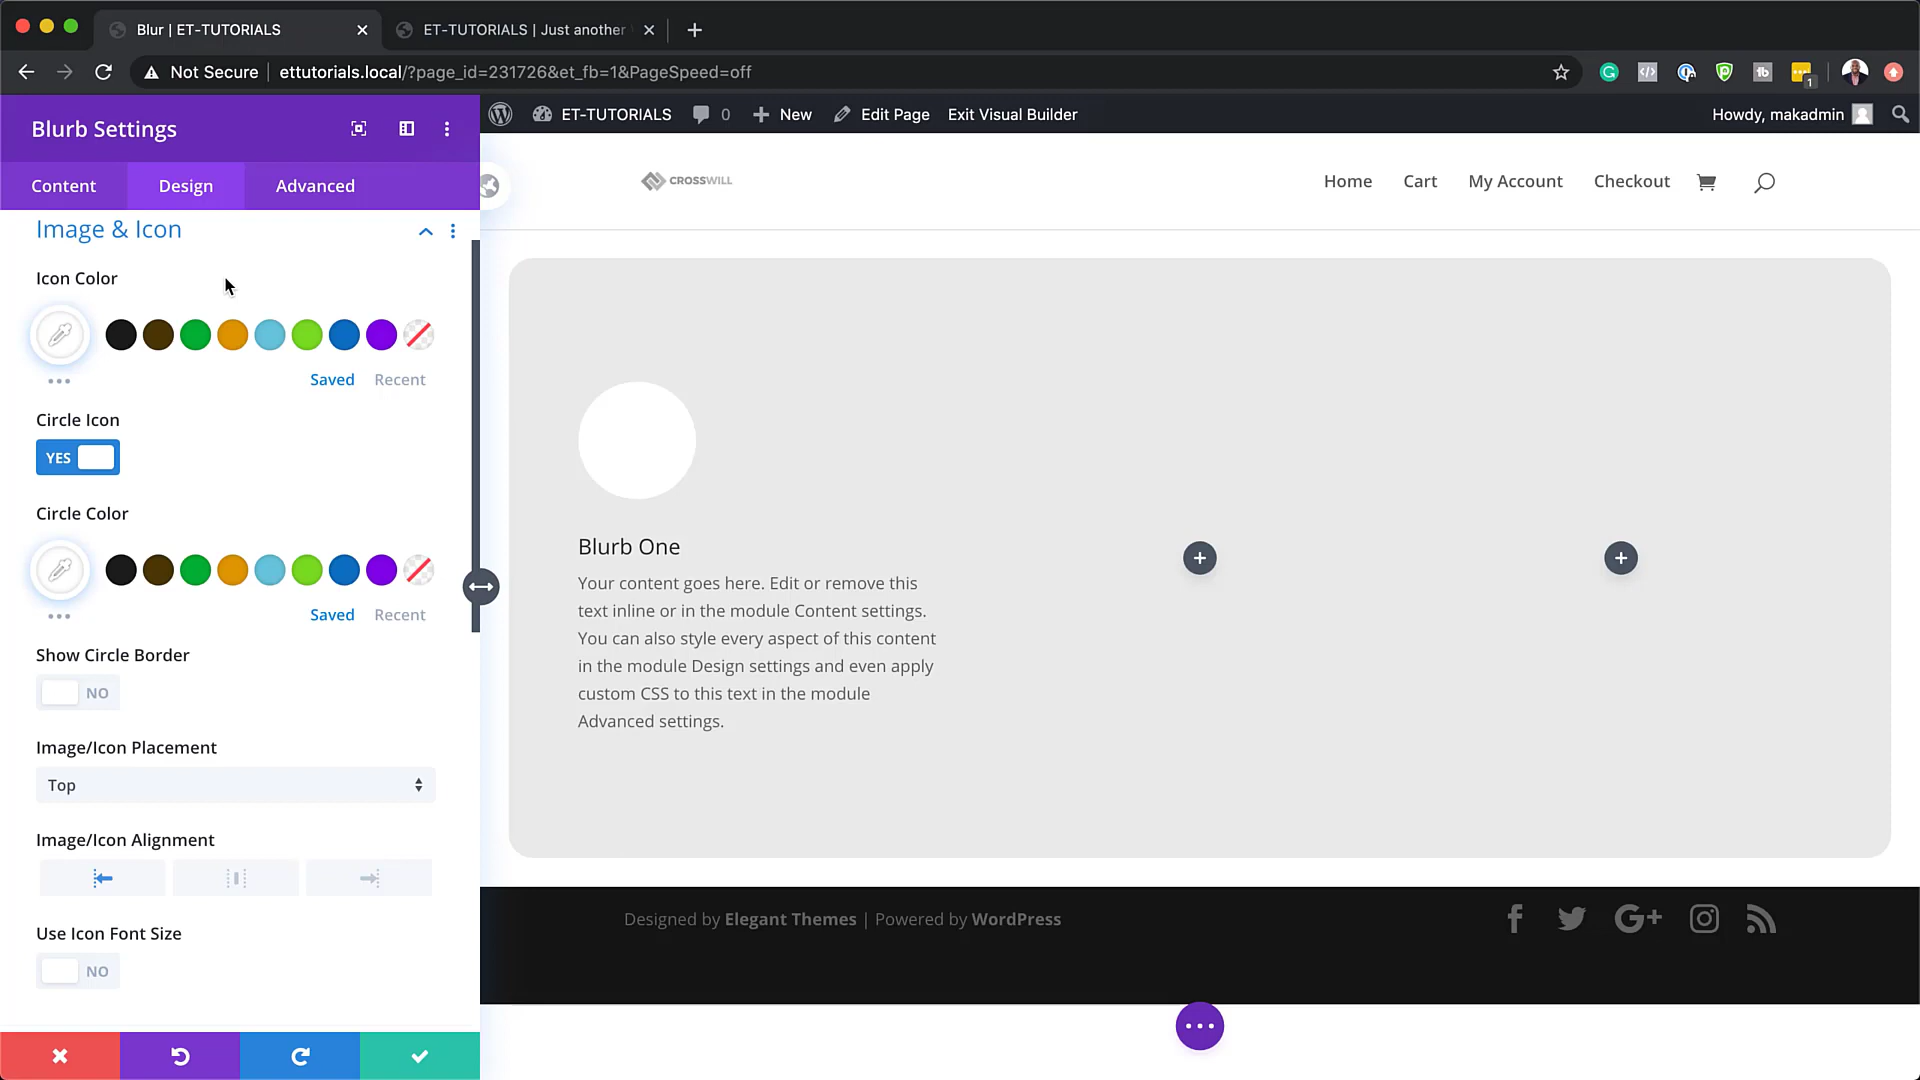 Blur | ET-TUTORIALS
ET-TUTORIALS | Just another
Not Secure
ettutorials.local/?page_id=231726&et_fb=1&PageSpeed=off
1
Blurb Settings
ET-TUTORIALS
0
New
Edit Page
Exit Visual Builder
Howdy, makadmin
Content
Design
Advanced
CROSSWILL
Home
Cart
My Account
Checkout
Image & Icon
Icon Color
Saved
Recent
Circle Icon
YES
Circle Color
Saved
Recent
Show Circle Border
NO
Image/Icon Placement
Top
Image/Icon Alignment
Use Icon Font Size
NO
Blurb One
Your content goes here. Edit or remove this
text inline or in the module Content settings.
You can also style every aspect of this content
in the module Design settings and even apply
custom CSS to this text in the module
Advanced settings.
Designed by Elegant Themes | Powered by WordPress